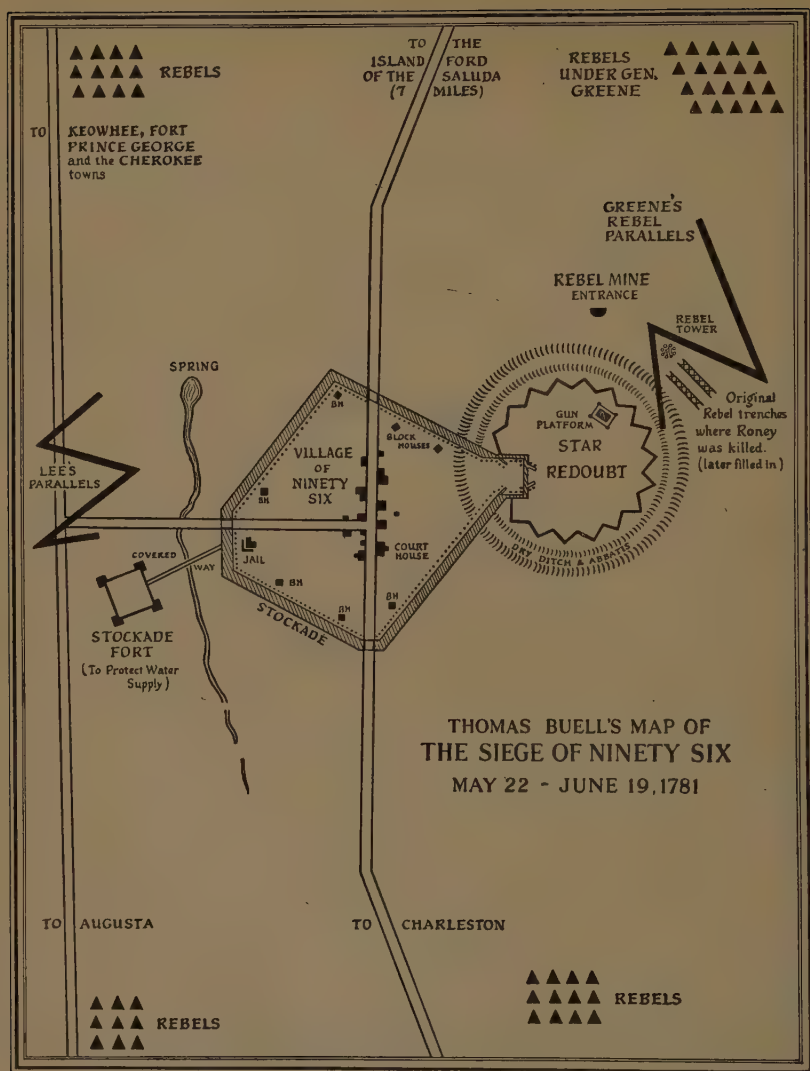 REBELS
TO THE
ISLAND FORD
OF THE SALUDA
(7 MILES)
REBELS
UNDER GEN.
GREENE
TO KEOWHEE, FORT
PRINCE GEORGE
and the CHEROKEE
towns
GREENE'S
REBEL
PARALLELS
REBEL MINE
ENTRANCE
REBEL
TOWER
Original
Rebel trenches
where Roney
was killed.
(later filled in)
SPRING
BH
BLOCK
HOUSES
GUN
PLATFORM
STAR
REDOUBT
VILLAGE
OF
NINETY
SIX
LEE'S
PARALLELS
BH
COVERED
WAY
JAIL
COURT
HOUSE
DRY DITCH & ABBATIS
BH
BH
BH
STOCKADE
STOCKADE
FORT
(To Protect Water
Supply)
THOMAS BUELL'S MAP OF
THE SIEGE OF NINETY SIX
MAY 22 - JUNE 19, 1781
TO AUGUSTA
TO CHARLESTON
REBELS
REBELS